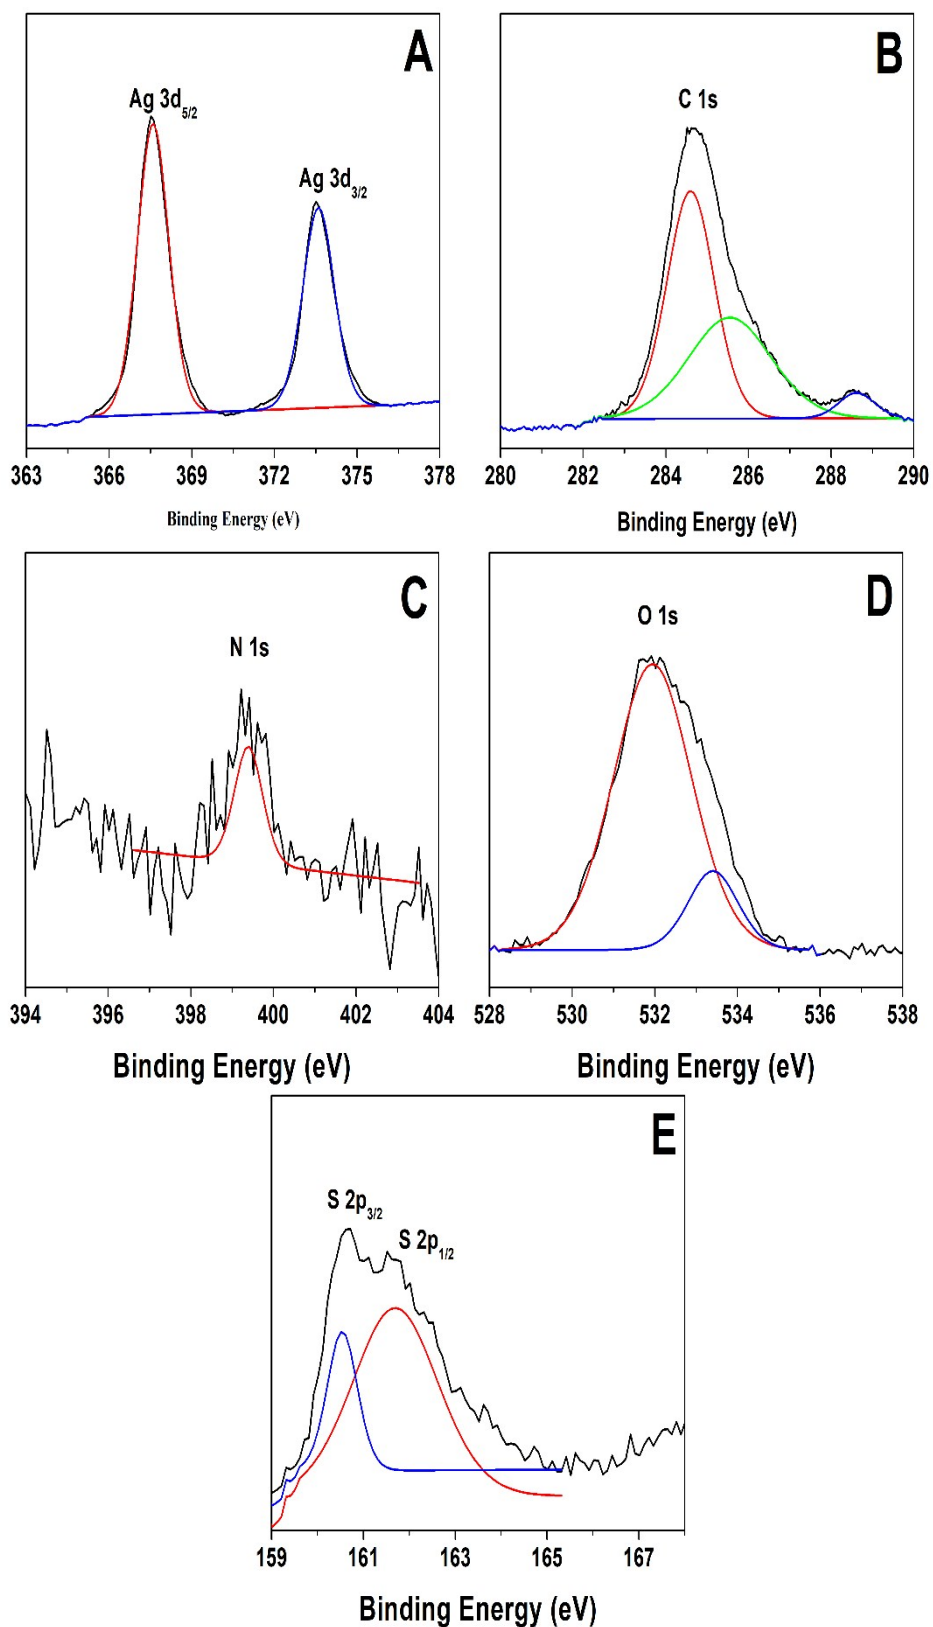 A
Ag 3d5/2
Ag 3d3/2
363 366 369 372 375 378
Binding Energy (eV)
B
C 1s
280 282 284 286 288 290
Binding Energy (eV)
C
N 1s
394 396 398 400 402 404
Binding Energy (eV)
D
O 1s
528 530 532 534 536 538
Binding Energy (eV)
E
S 2p3/2
S 2p1/2
159 161 163 165 167
Binding Energy (eV)